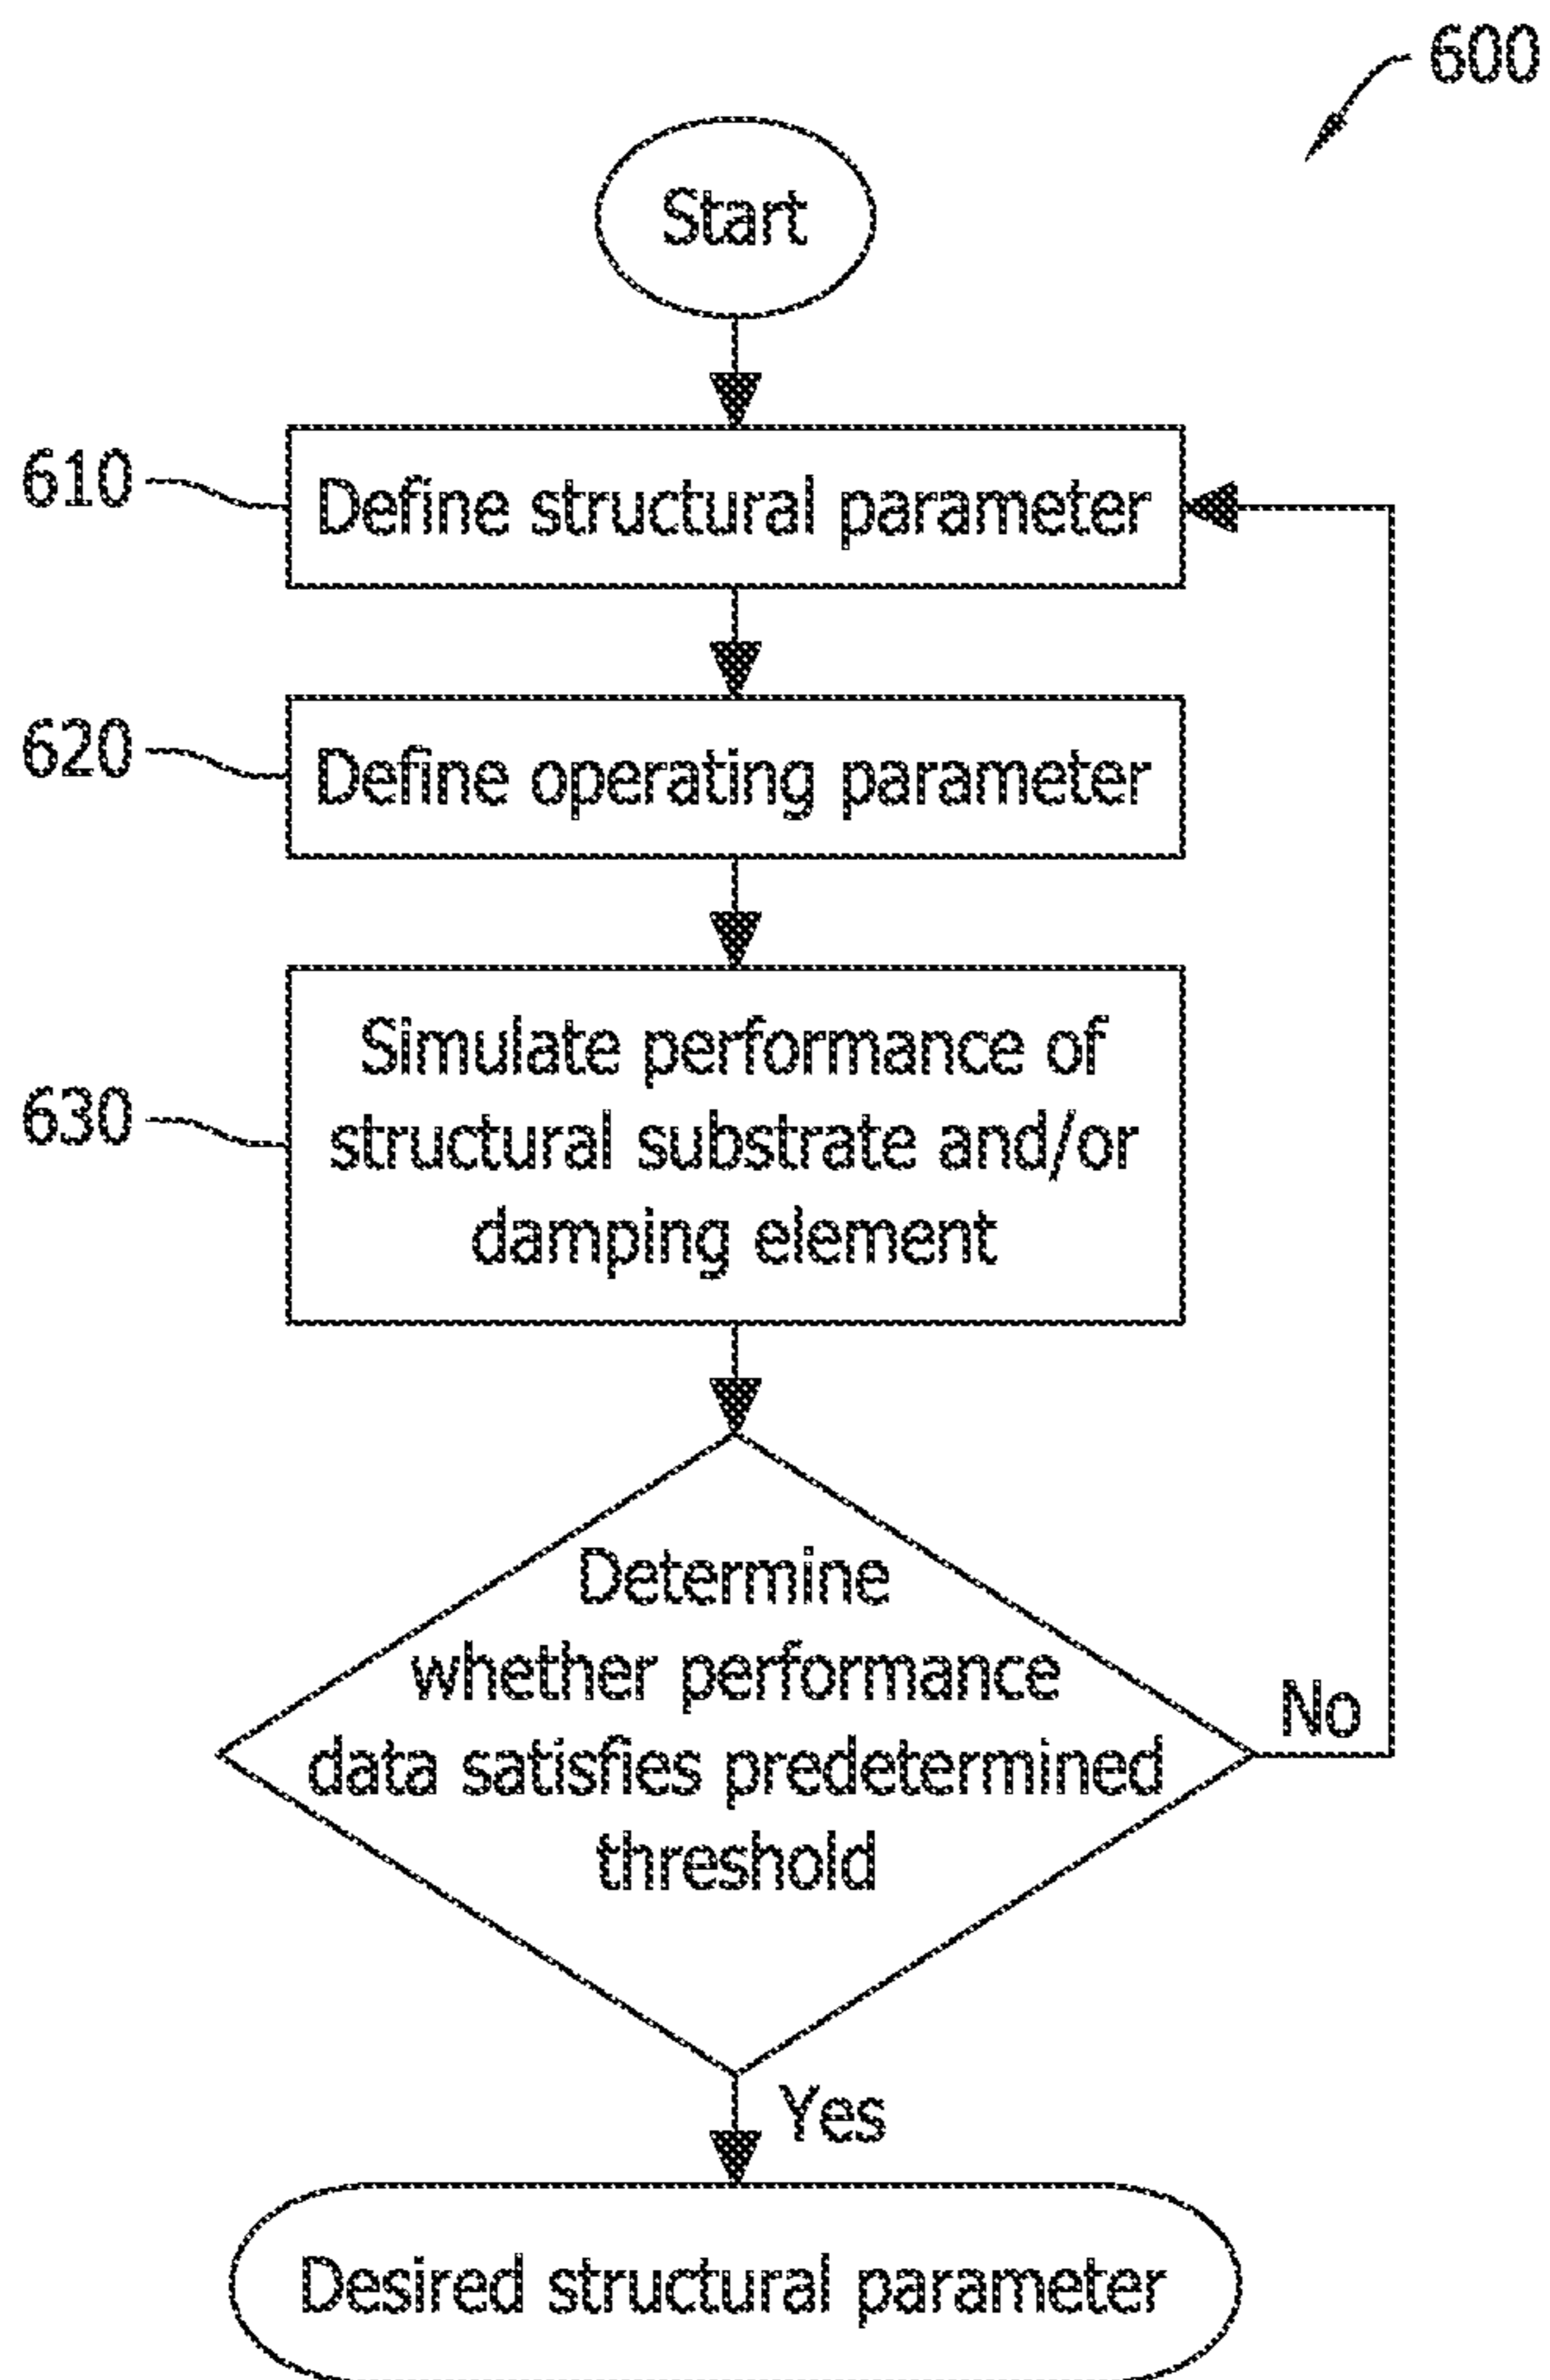 600
Start
610
Define structural parameter
620
Define operating parameter
630
Simulate performance of
structural substrate and/or
damping element
Determine
whether performance
data satisfies predetermined
threshold
No
Yes
Desired structural parameter